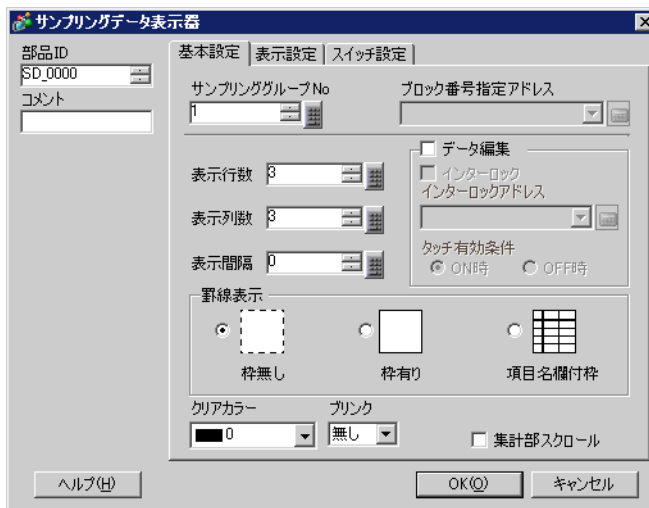 サンプリングデータ表示器
部品ID
SD_0000
コメント
基本設定 表示設定 スイッチ設定
サンプリンググループNo
1
ブロック番号指定アドレス
表示行数 3
表示列数 3
表示間隔 0
データ編集
インターロック
インターロックアドレス
タッチ有効条件
ON時 OFF時
罫線表示
枠無し 枠有り 項目名欄付枠
クリアカラー ブリンク
0 無し
集計部スクロール
ヘルプ(H) OK(O) キャンセル